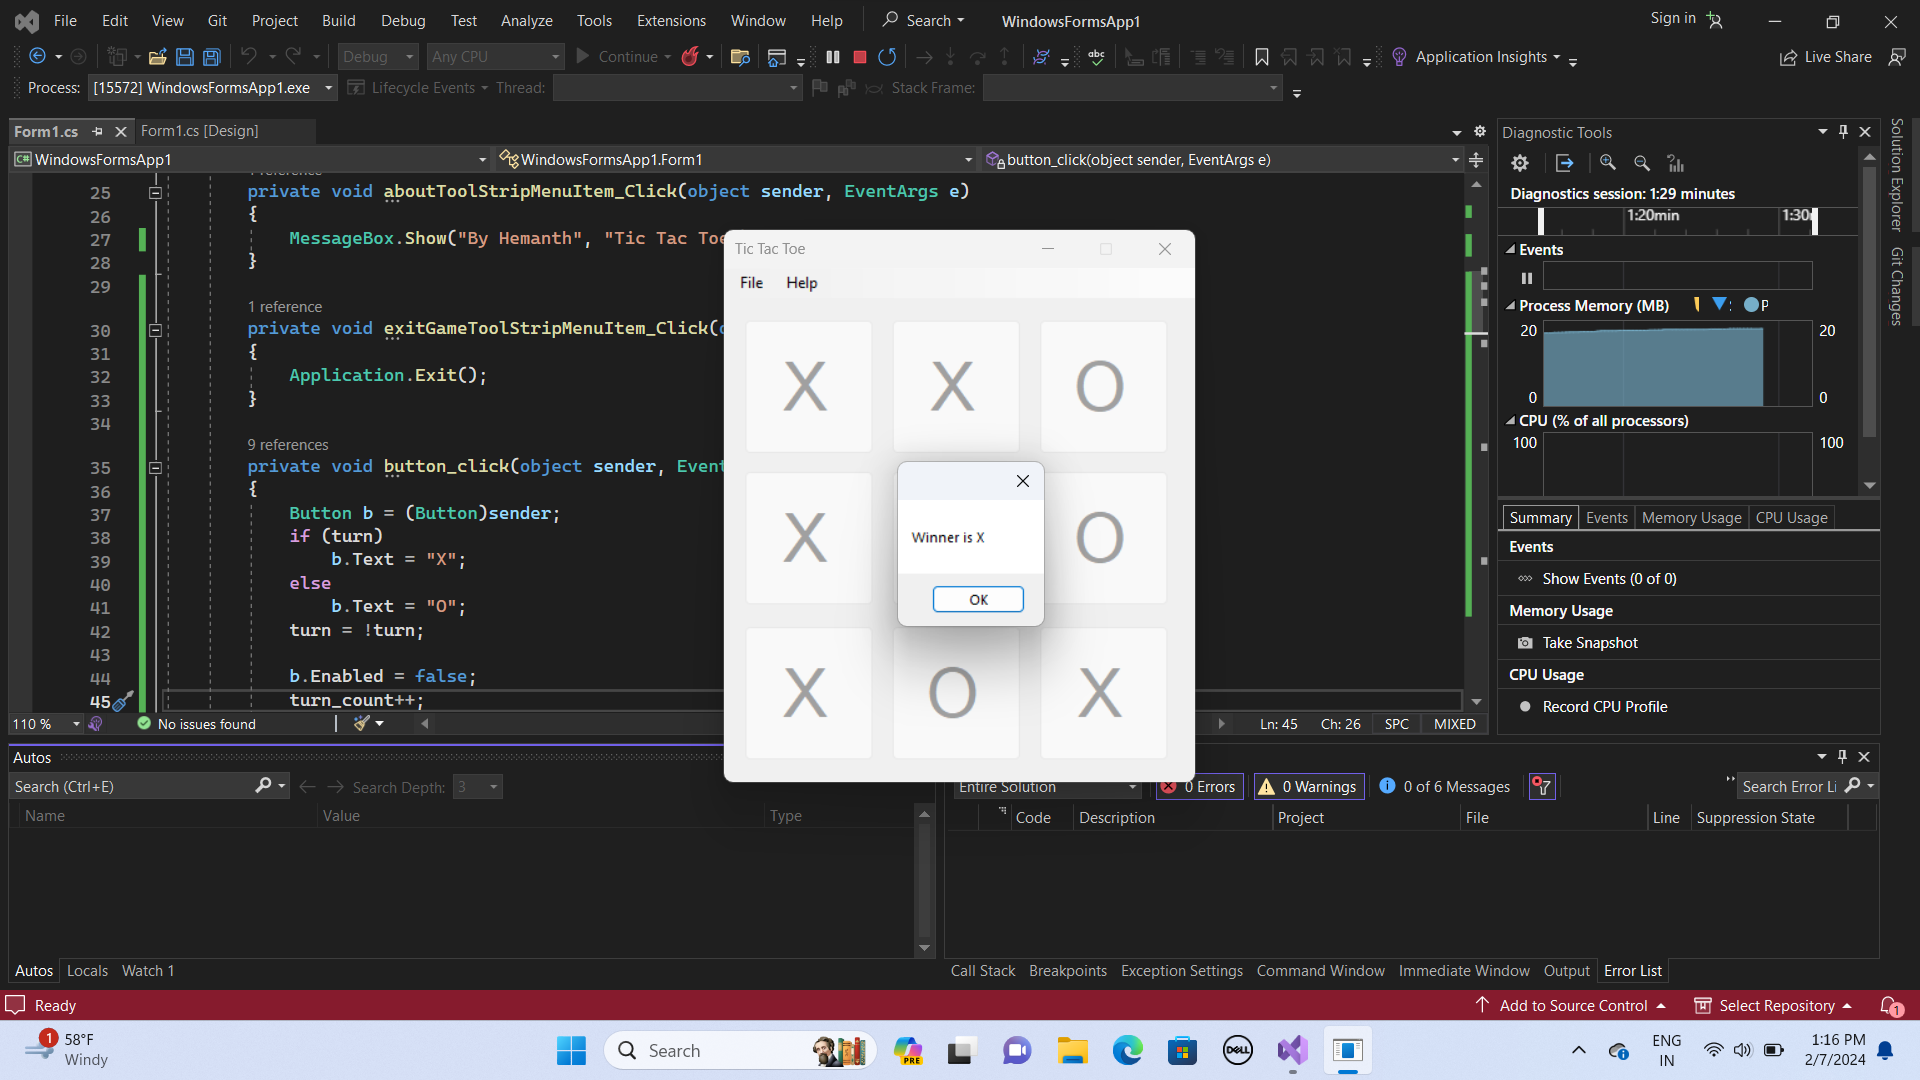 File Edit View Git Project Build Debug Test Analyze Tools Extensions Window Help Search WindowsFormsApp1 Sign in
Debug Any CPU Continue abc Application Insights Live Share
Process: [15572] WindowsFormsApp1.exe Lifecycle Events Thread: Stack Frame:
Form1.cs Form1.cs [Design]
C# WindowsFormsApp1 WindowsFormsApp1.Form1 button_click(object sender, EventArgs e)
25 private void aboutToolStripMenuItem_Click(object sender, EventArgs e)
26 {
27 MessageBox.Show("By Hemanth", "Tic Tac Toe
28 }
29
1 reference
30 private void exitGameToolStripMenuItem_Click(
31 {
32 Application.Exit();
33 }
34
9 references
35 private void button_click(object sender, Event
36 {
37 Button b = (Button)sender;
38 if (turn)
39 b.Text = "X";
40 else
41 b.Text = "O";
42 turn = !turn;
43
44 b.Enabled = false;
45 turn_count++;
110 % No issues found Ln: 45 Ch: 26 SPC MIXED
Tic Tac Toe
File Help
X X O
X O
X O X
Winner is X
OK
Diagnostic Tools
Diagnostics session: 1:29 minutes
1:20min 1:30
Events
Process Memory (MB) P
20 20
0 0
CPU (% of all processors)
100 100
Summary Events Memory Usage CPU Usage
Events
Show Events (0 of 0)
Memory Usage
Take Snapshot
CPU Usage
Record CPU Profile
Solution Explorer
Git Changes
Autos
Search (Ctrl+E) Search Depth: 3
Name Value Type
Autos Locals Watch 1
Entire Solution 0 Errors 0 Warnings 0 of 6 Messages Search Error Li
Code Description Project File Line Suppression State
Call Stack Breakpoints Exception Settings Command Window Immediate Window Output Error List
Ready Add to Source Control Select Repository 1
1 58°F
Windy
Search PRE DELL
ENG
IN
1:16 PM
2/7/2024